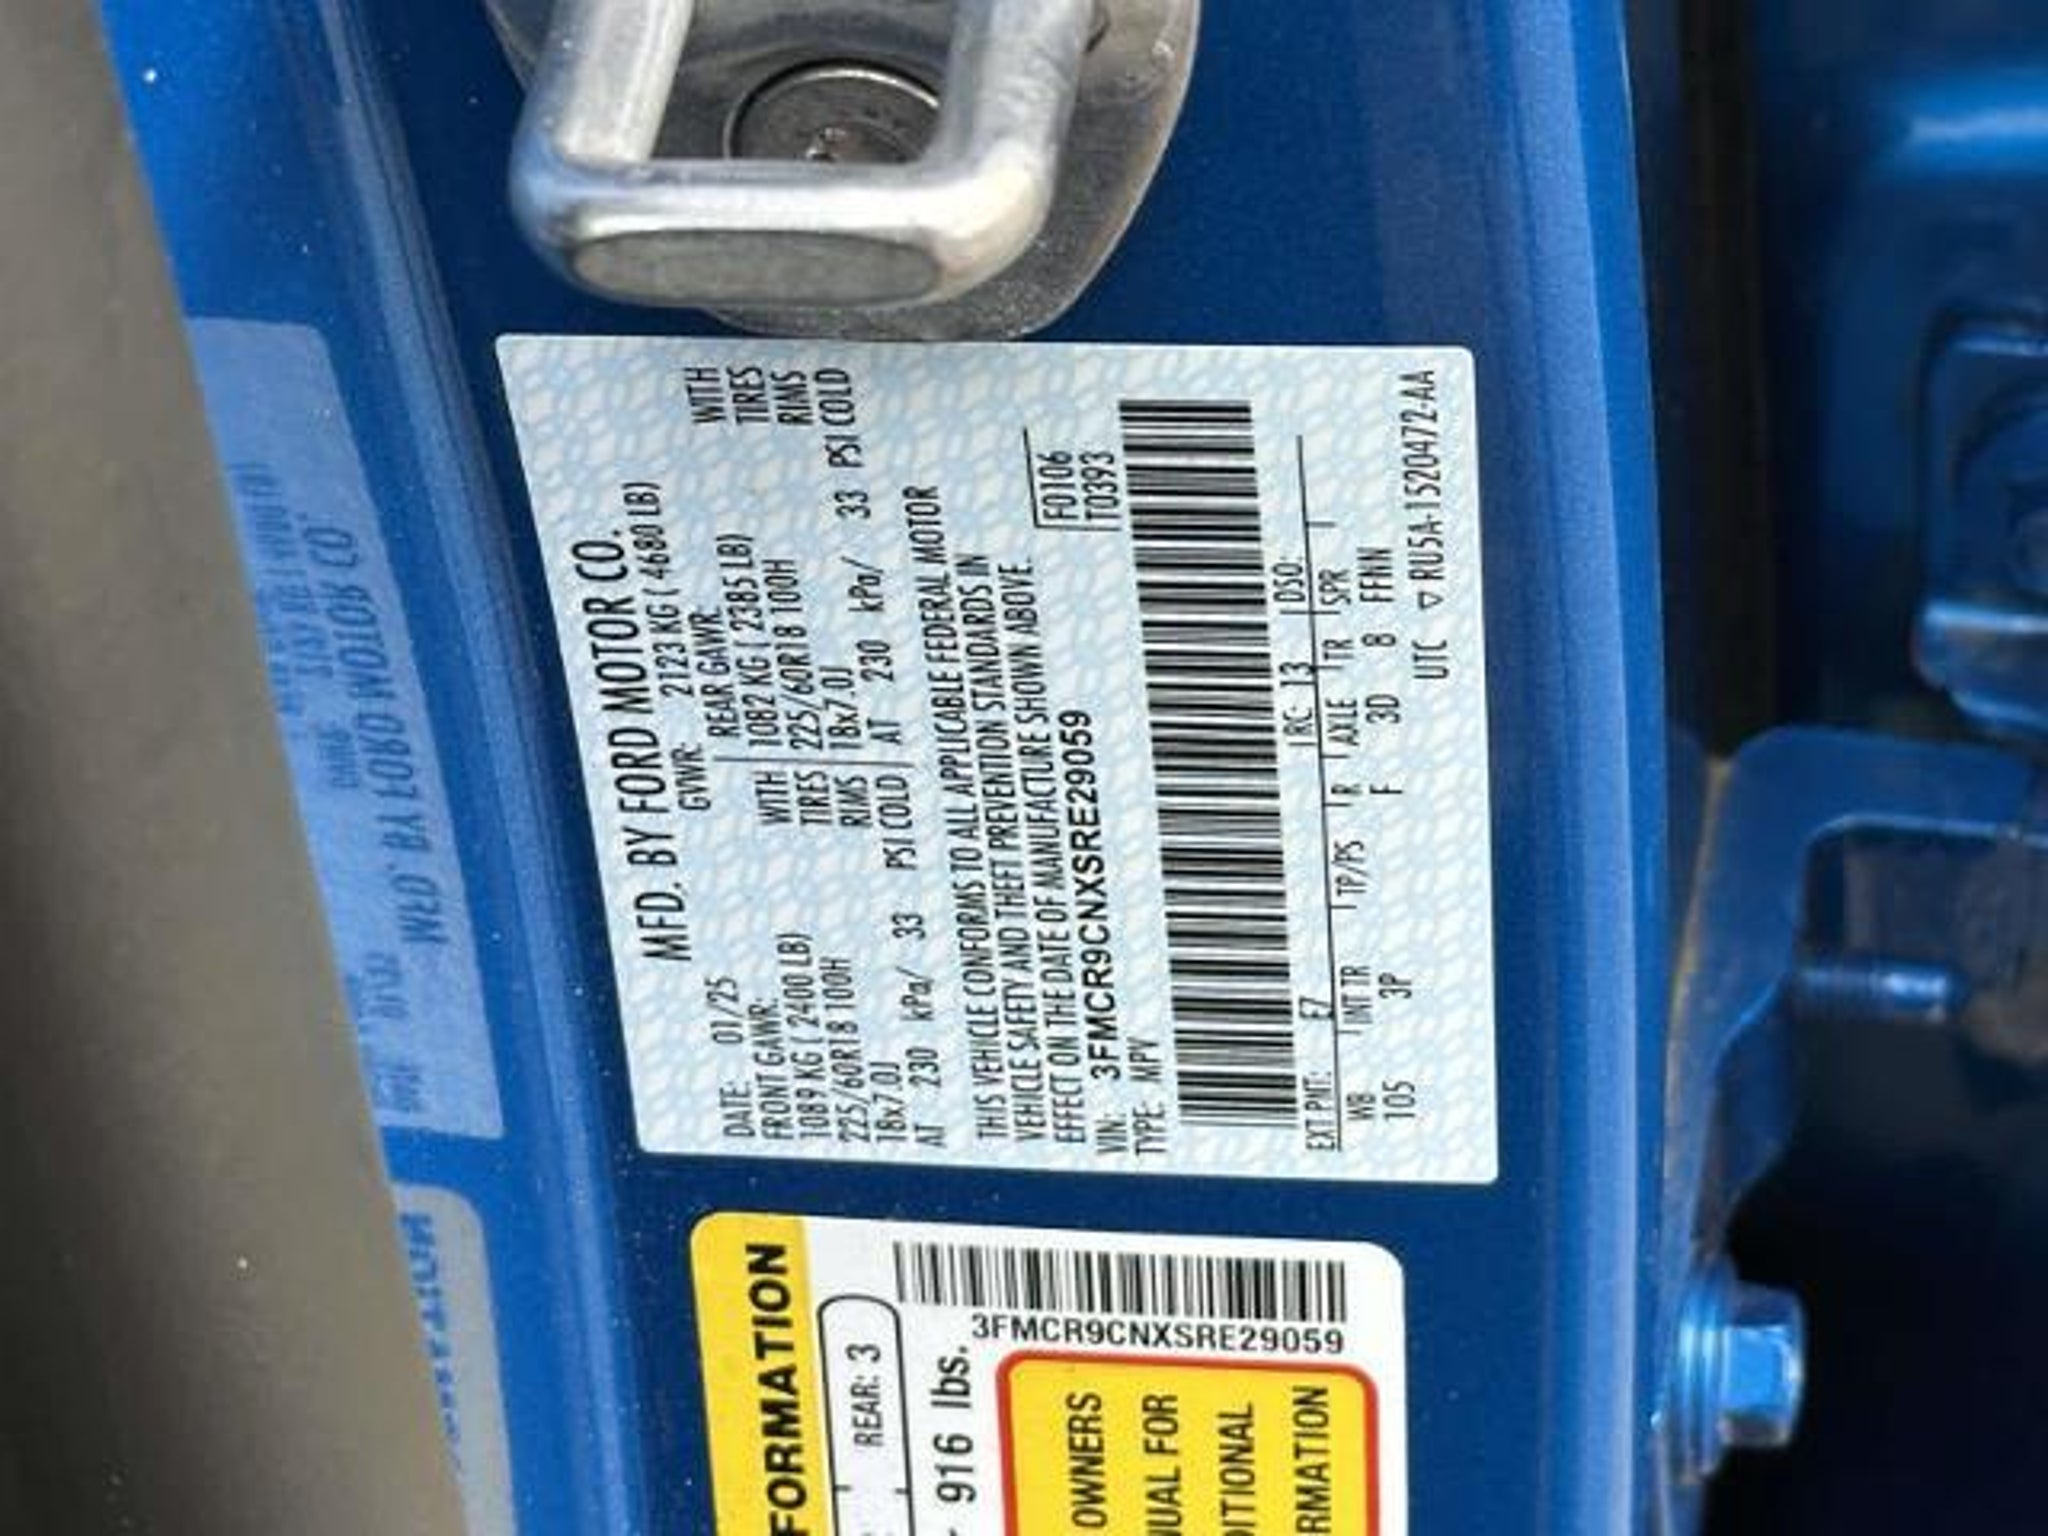 MFD. BY FORD MOTOR CO.
DATE: 01/25 GVWR: 2123 KG ( 4680 LB)
FRONT GAWR: REAR GAWR:
1089 KG ( 2400 LB) WITH 1082 KG ( 2385 LB) WITH
225/60R18 100H TIRES 225/60R18 100H TIRES
18x7.0J RIMS 18x7.0J RIMS
AT 230 kPa/ 33 PSI COLD AT 230 kPa/ 33 PSI COLD
THIS VEHICLE CONFORMS TO ALL APPLICABLE FEDERAL MOTOR
VEHICLE SAFETY AND THEFT PREVENTION STANDARDS IN
EFFECT ON THE DATE OF MANUFACTURE SHOWN ABOVE.
VIN: 3FMCR9CNXSRE29059 F0106
TYPE: MPV T0393
EXT PNT: E7 RC: 13 DSO:
WB INT TR TP/PS R AXLE TR SPR
105 3P F 3D 8 FFNN
UTC ▽ RU5A-1520472-AA
FORMATION
REAR: 3
916 lbs.
3FMCR9CNXSRE29059
OWNERS
UAL FOR
ITIONAL
RMATION